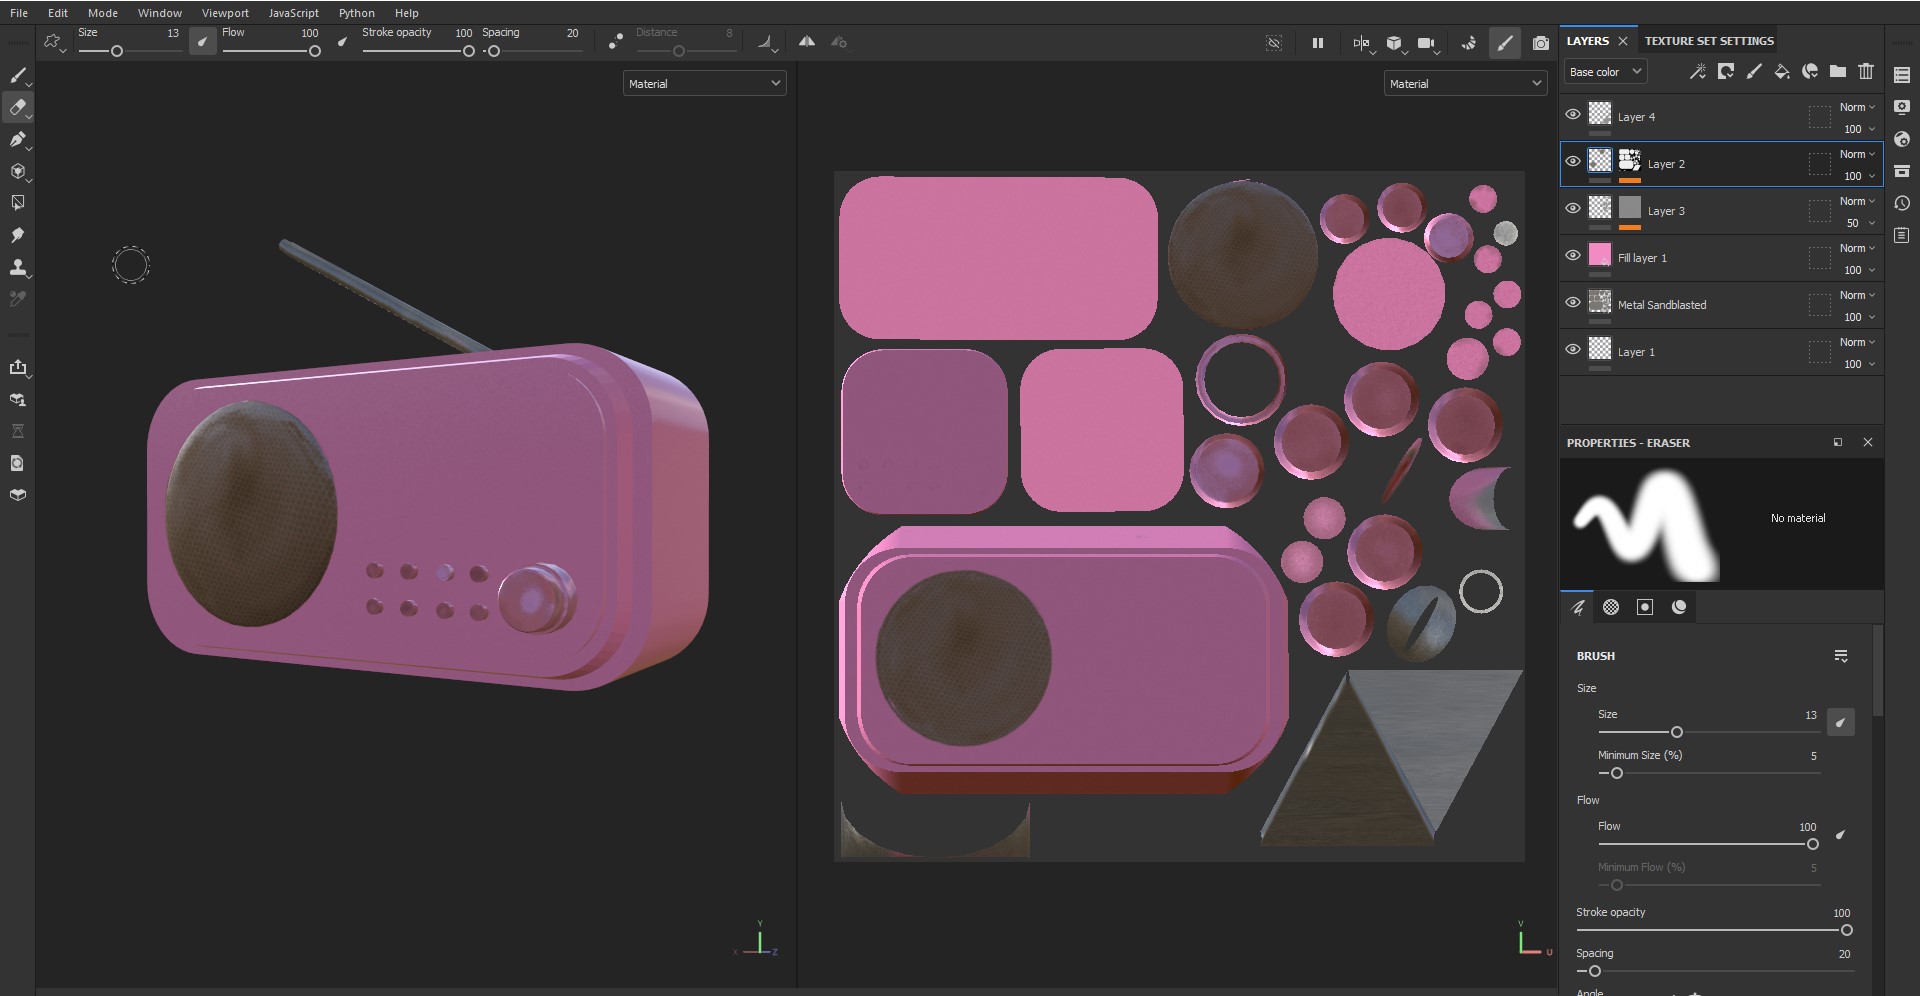 File Edit Mode Window Viewport JavaScript Python Help
Size 13 Flow 100 Stroke opacity 100 Spacing 20 Distance 8
LAYERS TEXTURE SET SETTINGS
Base color
Material
Material
Layer 4 Norm
100
Layer 2 Norm
100
Layer 3 Norm
50
Fill layer 1 Norm
100
Metal Sandblasted Norm
100
Layer 1 Norm
100
PROPERTIES - ERASER
No material
BRUSH
Size
Size 13
Minimum Size (%) 5
Flow
Flow 100
Minimum Flow (%) 5
Stroke opacity 100
Spacing 20
Angle
Y
X Z
V
U